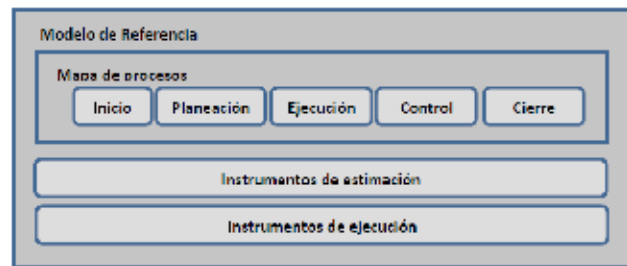 Modelo de Referencia
Mapa de procesos
Inicio Planeación Ejecución Control Cierre
Instrumentos de estimación
Instrumentos de ejecución